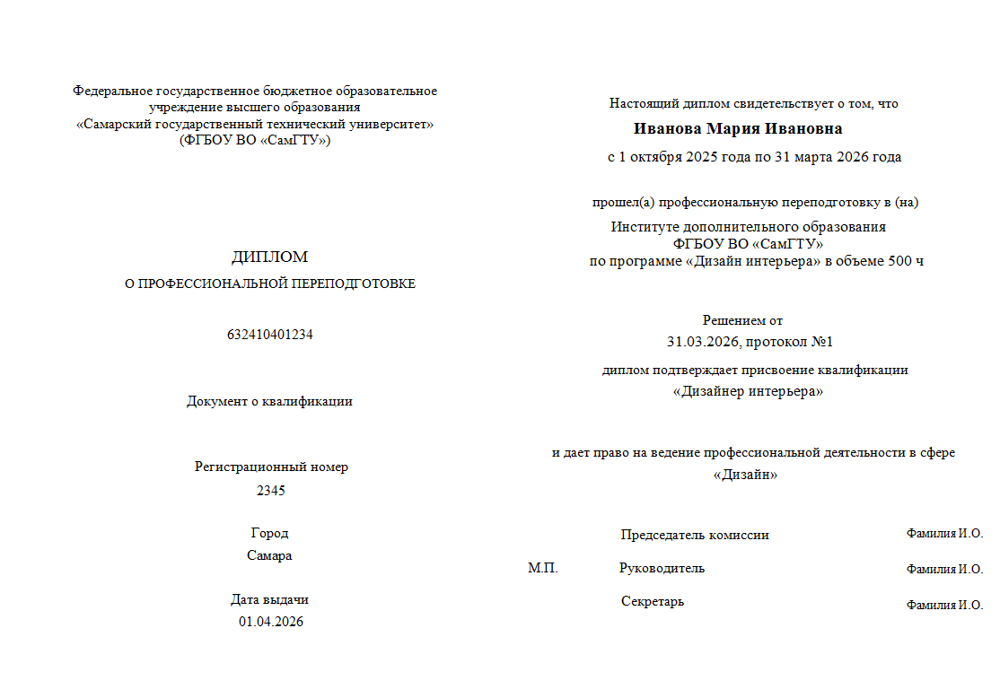 Федеральное государственное бюджетное образовательное
учреждение высшего образования
«Самарский государственный технический университет»
(ФГБОУ ВО «СамГТУ»)
ДИПЛОМ
О ПРОФЕССИОНАЛЬНОЙ ПЕРЕПОДГОТОВКЕ
632410401234
Документ о квалификации
Регистрационный номер
2345
Город
Самара
Дата выдачи
01.04.2026
Настоящий диплом свидетельствует о том, что
Иванова Мария Ивановна
с 1 октября 2025 года по 31 марта 2026 года
прошел(а) профессиональную переподготовку в (на)
Институте дополнительного образования
ФГБОУ ВО «СамГТУ»
по программе «Дизайн интерьера» в объеме 500 ч
Решением от
31.03.2026, протокол №1
диплом подтверждает присвоение квалификации
«Дизайнер интерьера»
и дает право на ведение профессиональной деятельности в сфере
«Дизайн»
Председатель комиссии Фамилия И.О.
М.П. Руководитель Фамилия И.О.
Секретарь Фамилия И.О.